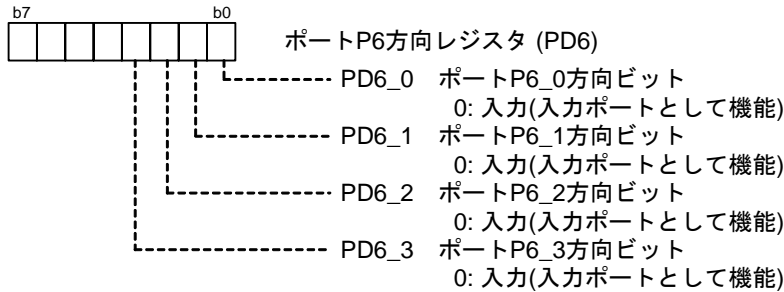 b7 b0
ポートP6方向レジスタ (PD6)
PD6_0 ポートP6_0方向ビット
0: 入力(入力ポートとして機能)
PD6_1 ポートP6_1方向ビット
0: 入力(入力ポートとして機能)
PD6_2 ポートP6_2方向ビット
0: 入力(入力ポートとして機能)
PD6_3 ポートP6_3方向ビット
0: 入力(入力ポートとして機能)